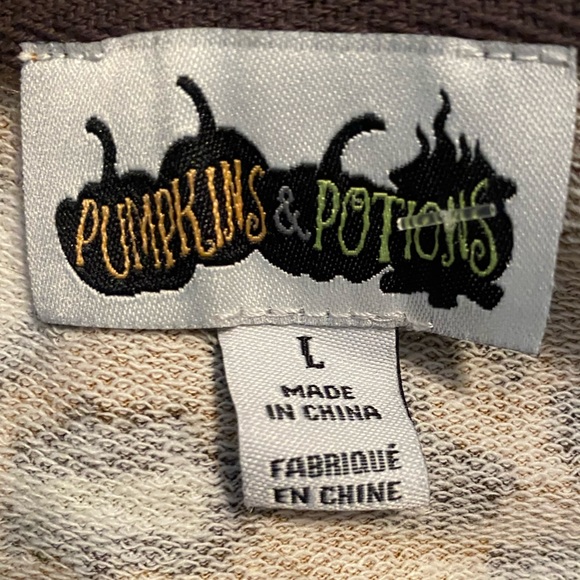 PUMPKINS & POTIONS
L
MADE
IN CHINA
FABRIQUÉ
EN CHINE